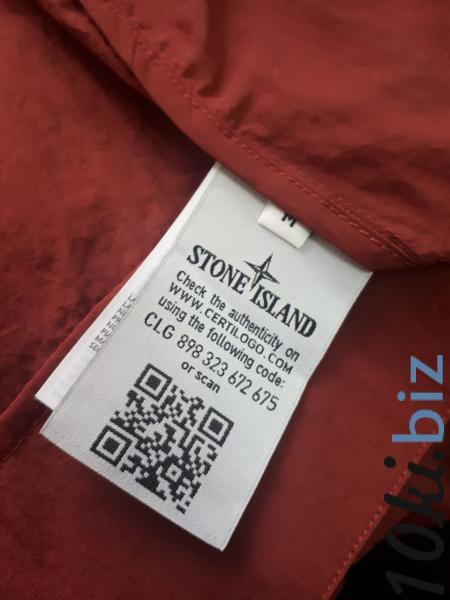 M
STONE ISLAND
Check the authenticity on
WWW.CERTILOGO.COM
using the following code:
CLG 898 323 672 675
or scan
10ki.biz